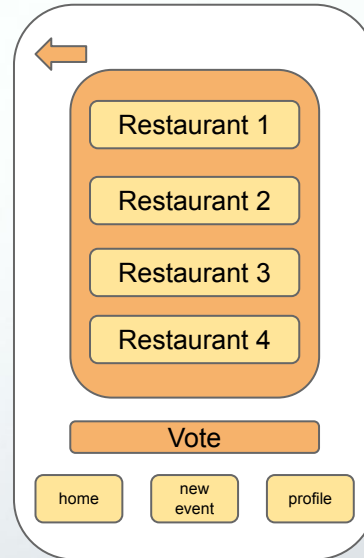 Restaurant 1
Restaurant 2
Restaurant 3
Restaurant 4
Vote
home
new
event
profile